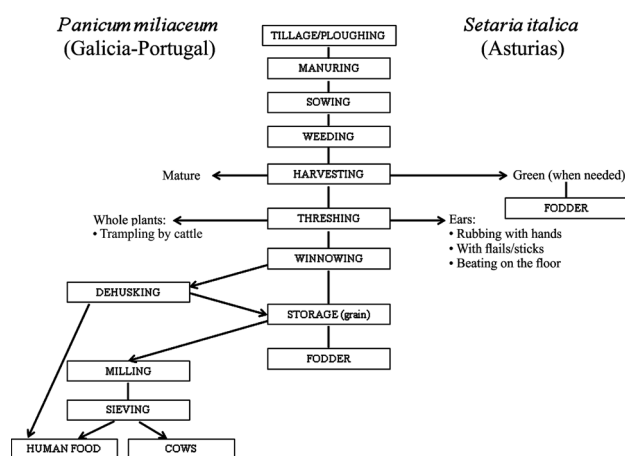 Panicum miliaceum
(Galicia-Portugal)
Setaria italica
(Asturias)
TILLAGE/PLOUGHING
MANURING
SOWING
WEEDING
Mature
HARVESTING
Green (when needed)
FODDER
Whole plants:
• Trampling by cattle
THRESHING
Ears:
• Rubbing with hands
• With flails/sticks
• Beating on the floor
WINNOWING
DEHUSKING
STORAGE (grain)
FODDER
MILLING
SIEVING
HUMAN FOOD
COWS